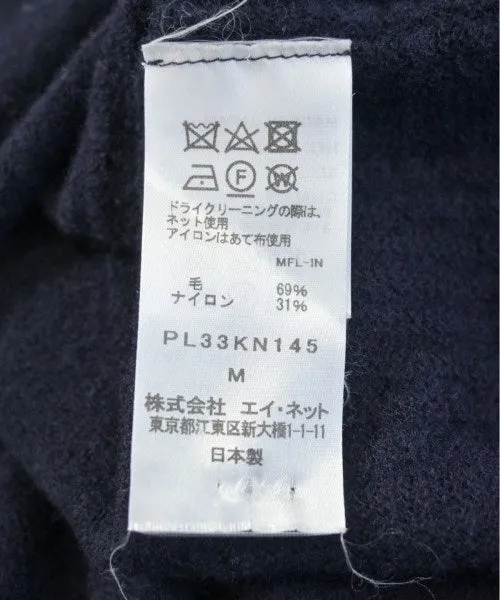 F W
ドライクリーニングの際は、
ネット使用
アイロンはあて布使用
MFL-IN
毛 69%
ナイロン 31%
PL33KN145
M
株式会社 エイ・ネット
東京都江東区新大橋1-1-11
日本製